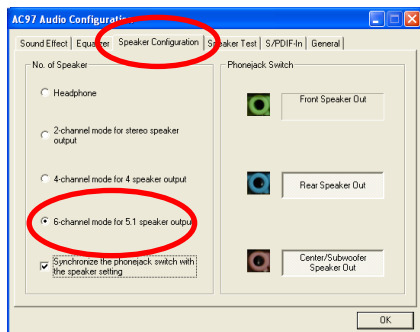 AC97 Audio Configuration
Sound Effect Equalizer Speaker Configuration Speaker Test S/PDIF-In General
No. of Speaker
Headphone
2-channel mode for stereo speaker
output
4-channel mode for 4 speaker output
6-channel mode for 5.1 speaker output
Synchronize the phonejack switch with
the speaker setting
Phonejack Switch
Front Speaker Out
Rear Speaker Out
Center/Subwoofer
Speaker Out
OK